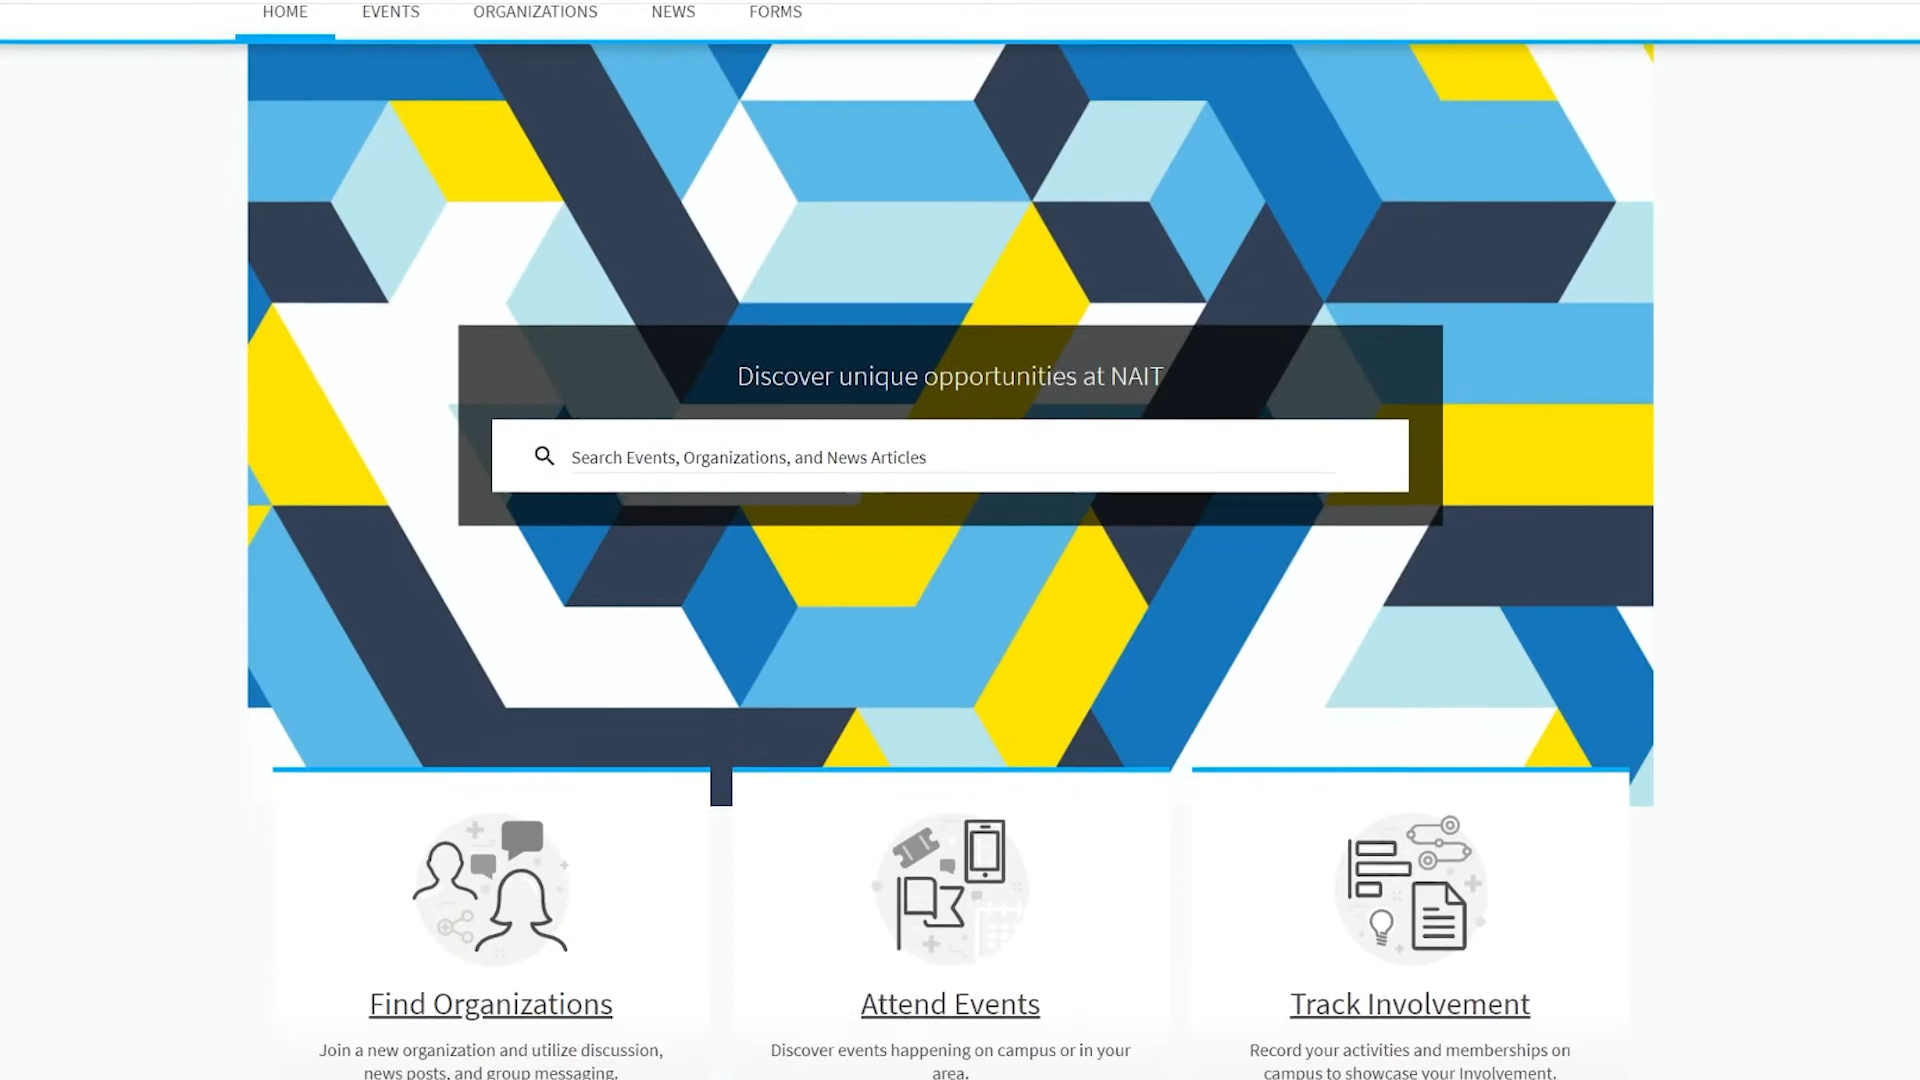 HOME EVENTS ORGANIZATIONS NEWS FORMS
Discover unique opportunities at NAIT
Search Events, Organizations, and News Articles
Find Organizations
Join a new organization and utilize discussion,
news posts, and group messaging.
Attend Events
Discover events happening on campus or in your
area.
Track Involvement
Record your activities and memberships on
campus to showcase your Involvement.